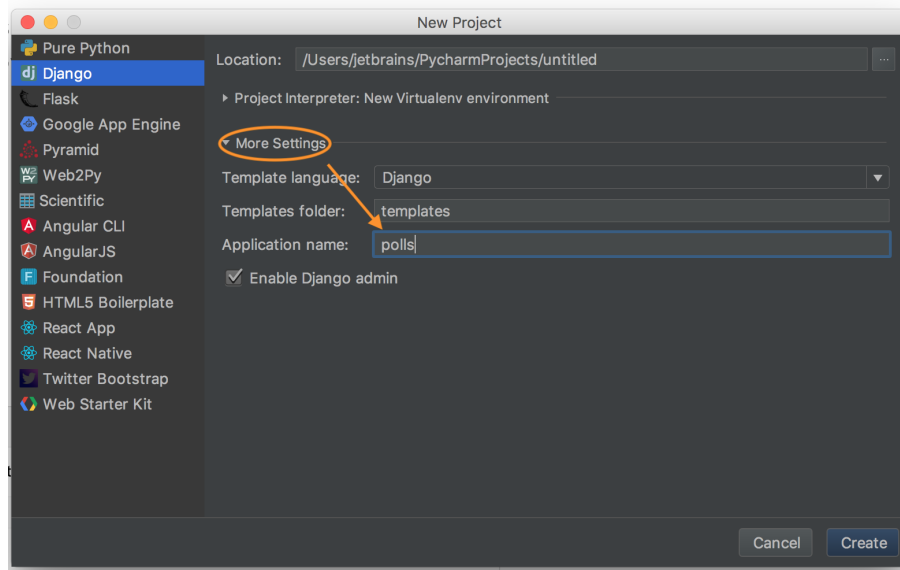 New Project
Pure Python
Django
Flask
Google App Engine
Pyramid
Web2Py
Scientific
Angular CLI
AngularJS
Foundation
HTML5 Boilerplate
React App
React Native
Twitter Bootstrap
Web Starter Kit
Location: /Users/jetbrains/PycharmProjects/untitled ...
Project Interpreter: New Virtualenv environment
More Settings
Template language: Django
Templates folder: templates
Application name: polls
Enable Django admin
Cancel Create